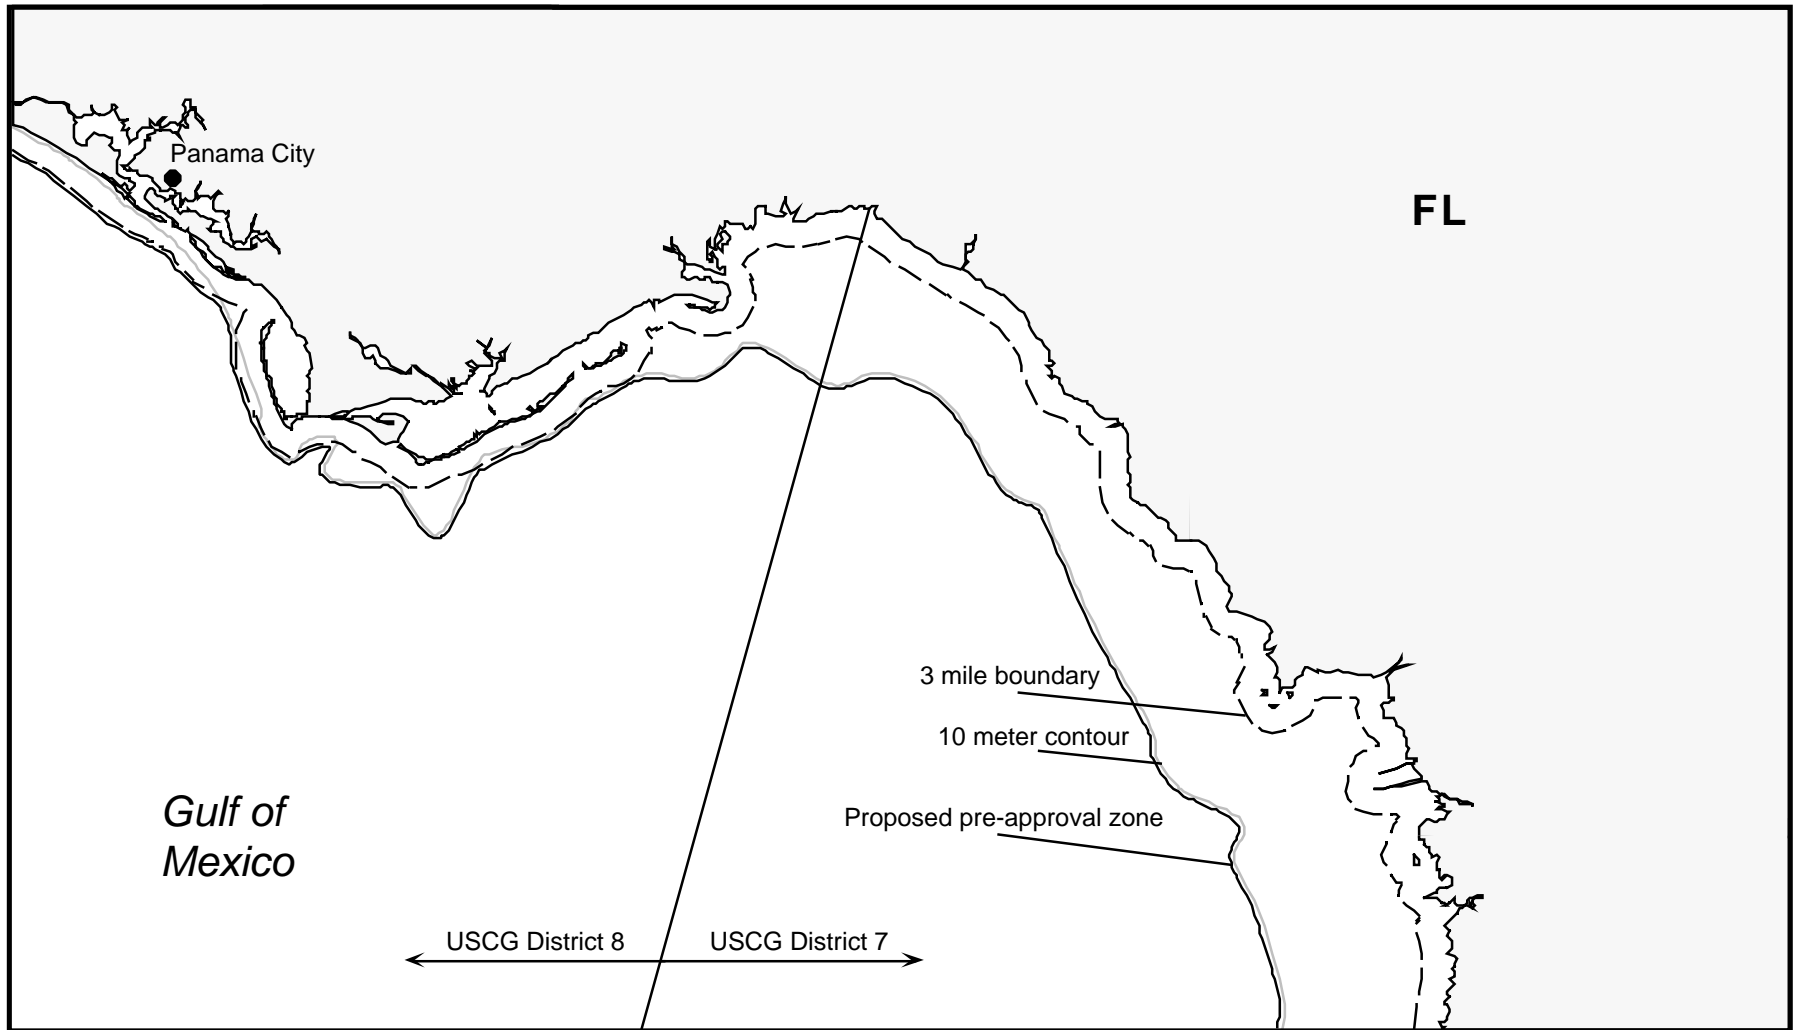 Panama City
FL
3 mile boundary
10 meter contour
Proposed pre-approval zone
Gulf of
Mexico
USCG District 8
USCG District 7